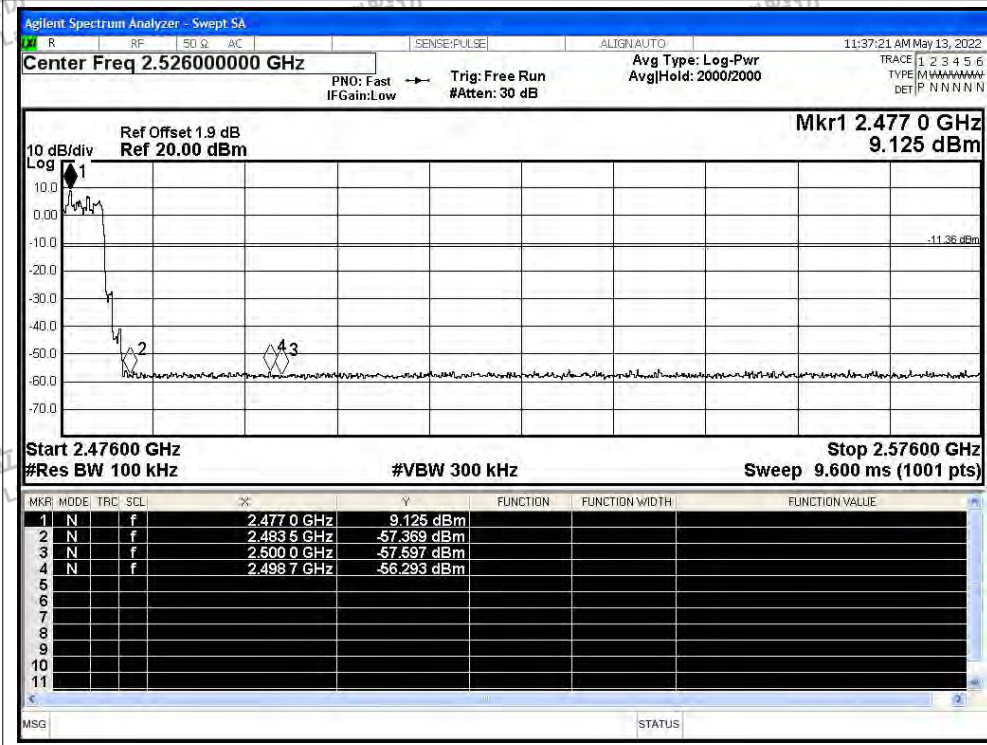 Agilent Spectrum Analyzer - Swept SA
LXI R RF 50 Ω AC SENSE:PULSE ALIGN AUTO 11:37:21 AM May 13, 2022
Center Freq 2.526000000 GHz
PNO: Fast
IFGain:Low
Trig: Free Run
#Atten: 30 dB
Avg Type: Log-Pwr
Avg|Hold: 2000/2000
TRACE 1 2 3 4 5 6
TYPE M
DET P N N N N N
Mkr1 2.477 0 GHz
9.125 dBm
Ref Offset 1.9 dB
10 dB/div Ref 20.00 dBm
Log
1
10.0
0.00
-10.0
-11.36 dBm
-20.0
-30.0
-40.0
-50.0
2 4 3
-60.0
-70.0
Start 2.47600 GHz Stop 2.57600 GHz
#Res BW 100 kHz #VBW 300 kHz Sweep 9.600 ms (1001 pts)
MKR MODE TRC SCL X Y FUNCTION FUNCTION WIDTH FUNCTION VALUE
1 N f 2.477 0 GHz 9.125 dBm
2 N f 2.483 5 GHz -57.369 dBm
3 N f 2.500 0 GHz -57.597 dBm
4 N f 2.498 7 GHz -56.293 dBm
5
6
7
8
9
10
11
MSG STATUS